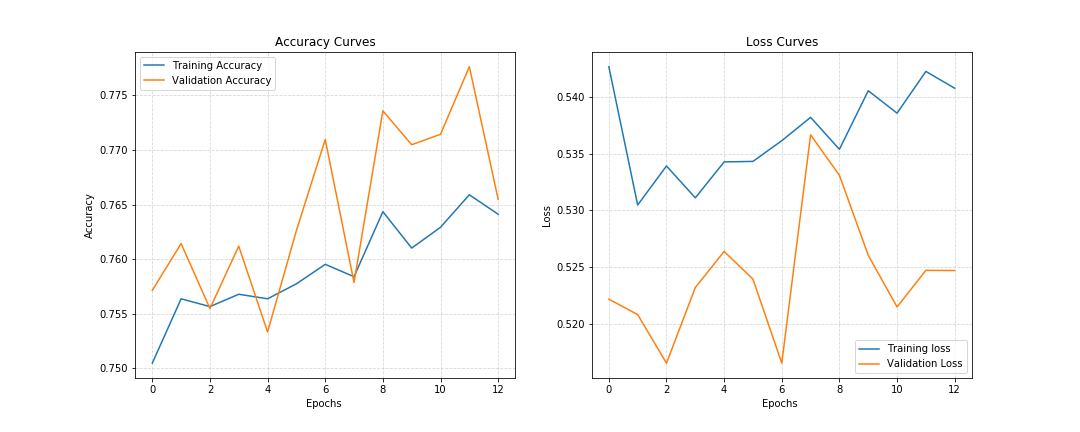 Accuracy Curves
Training Accuracy
Validation Accuracy
0.775
0.770
0.765
0.760
0.755
0.750
Accuracy
0 2 4 6 8 10 12
Epochs
Loss Curves
0.540
0.535
0.530
0.525
0.520
Loss
Training loss
Validation Loss
0 2 4 6 8 10 12
Epochs